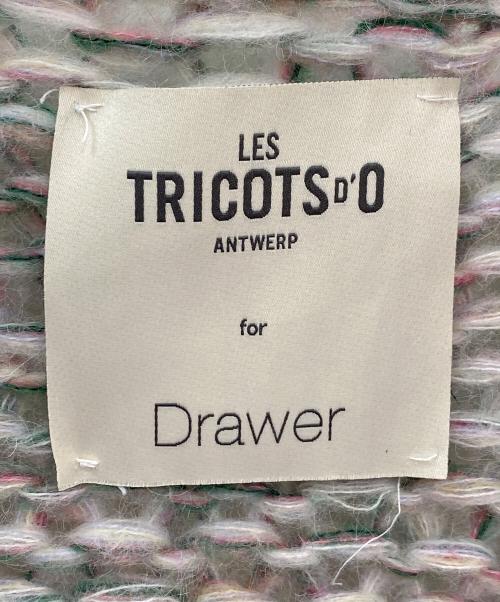 LES
TRICOTS D'O
ANTWERP
for
Drawer